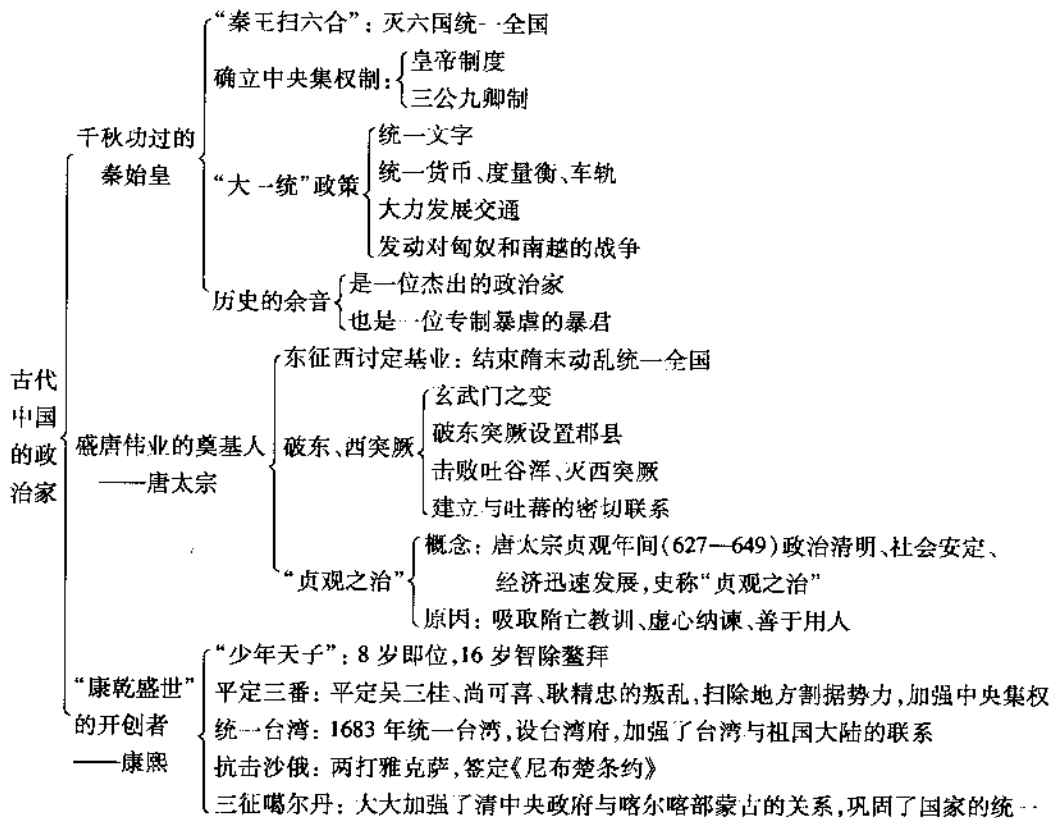 “秦王扫六合”：灭六国统一全国
确立中央集权制：
皇帝制度
三公九卿制
千秋功过的
秦始皇
“大一统”政策
统一文字
统一货币、度量衡、车轨
大力发展交通
发动对匈奴和南越的战争
历史的余音
是一位杰出的政治家
也是一位专制暴虐的暴君
古代
中国
的政
治家
东征西讨定基业：结束隋末动乱统一全国
盛唐伟业的奠基人
——唐太宗
破东、西突厥
玄武门之变
破东突厥设置郡县
击败吐谷浑、灭西突厥
建立与吐蕃的密切联系
“贞观之治”
概念：唐太宗贞观年间(627—649)政治清明、社会安定、
经济迅速发展,史称“贞观之治”
原因：吸取隋亡教训、虚心纳谏、善于用人
“康乾盛世”
的开创者
——康熙
“少年天子”：8岁即位,16岁智除鳌拜
平定三番：平定吴三桂、尚可喜、耿精忠的叛乱,扫除地方割据势力,加强中央集权
统一台湾：1683年统一台湾,设台湾府,加强了台湾与祖国大陆的联系
抗击沙俄：两打雅克萨,签定《尼布楚条约》
三征噶尔丹：大大加强了清中央政府与喀尔喀部蒙古的关系,巩固了国家的统一